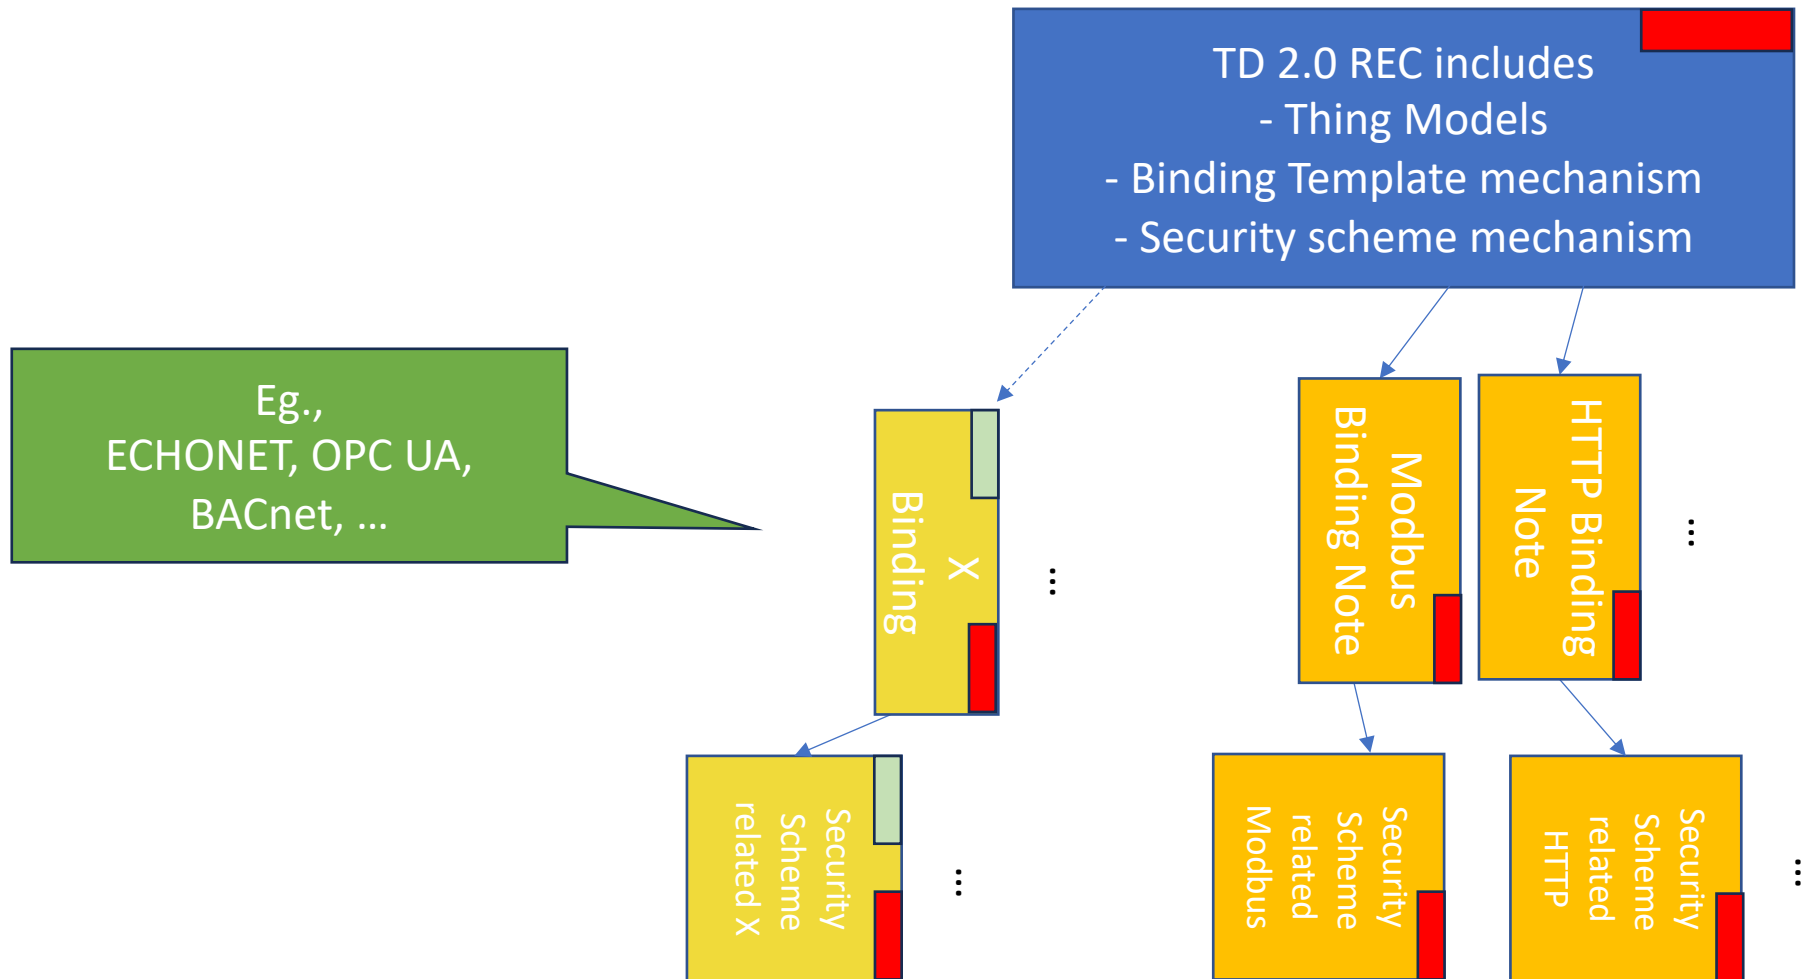 TD 2.0 REC includes
- Thing Models
- Binding Template mechanism
- Security scheme mechanism
Eg.,
ECHONET, OPC UA,
BACnet, …
X
Binding
…
Modbus
Binding Note
HTTP Binding
Note
…
Security
Scheme
related X
…
Security
Scheme
related
Modbus
Security
Scheme
related
HTTP
…